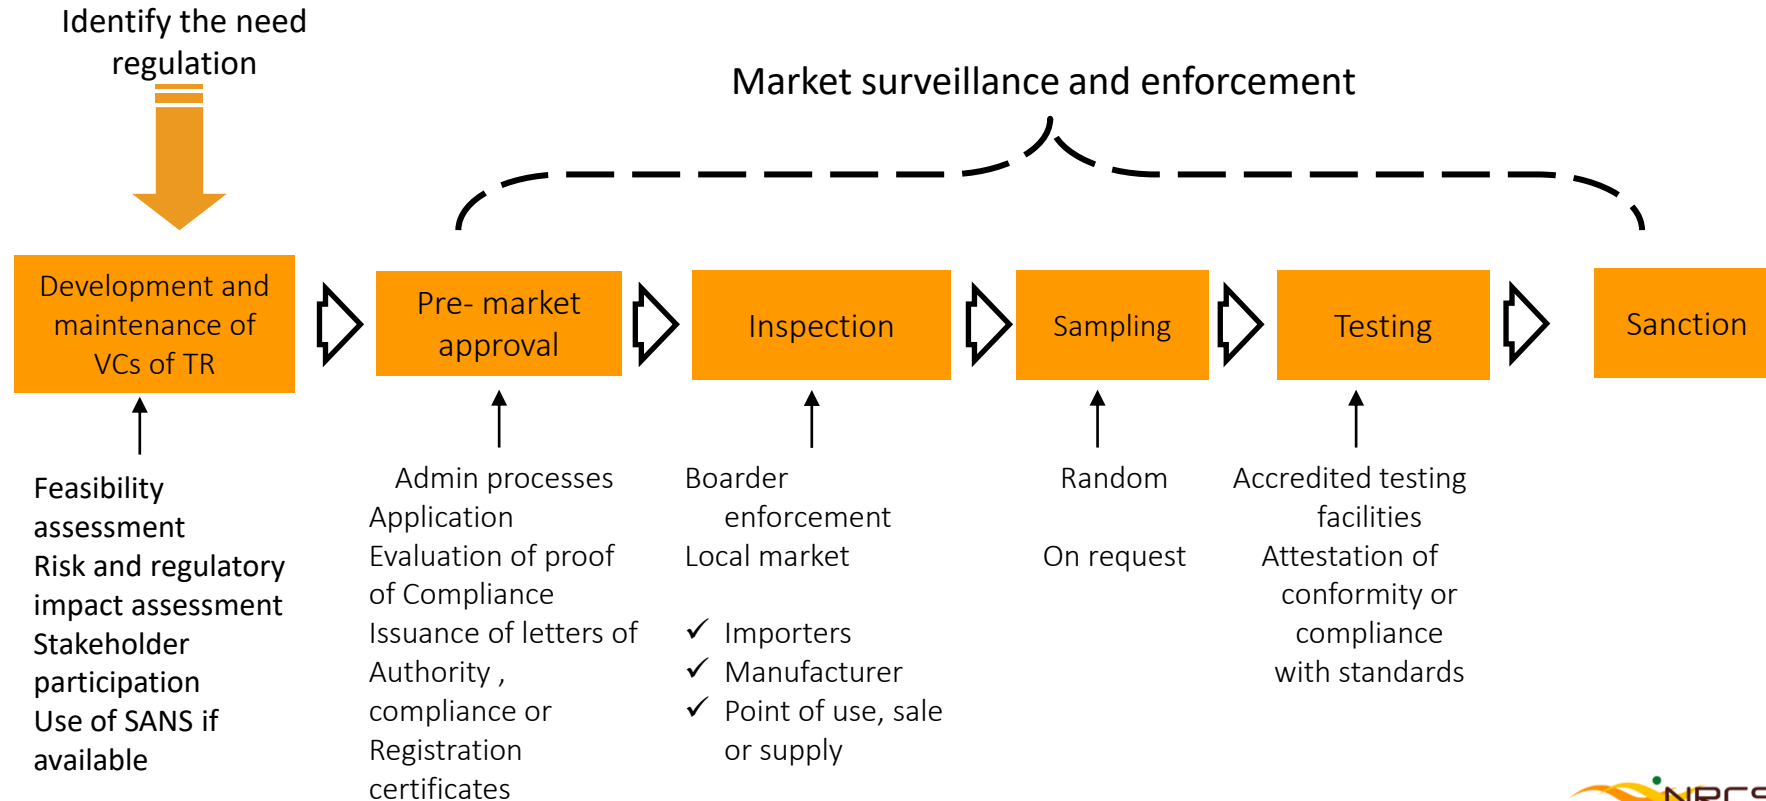 Identify the need
regulation
Market surveillance and enforcement
Development and
maintenance of
VCs of TR
Pre- market
approval
Inspection
Sampling
Testing
Sanction
Feasibility
assessment
Risk and regulatory
impact assessment
Stakeholder
participation
Use of SANS if
available
Admin processes
Application
Evaluation of proof
of Compliance
Issuance of letters of
Authority ,
compliance or
Registration
certificates
Boarder
enforcement
Local market
✓ Importers
✓ Manufacturer
✓ Point of use, sale
or supply
Random
On request
Accredited testing
facilities
Attestation of
conformity or
compliance
with standards
NRCS